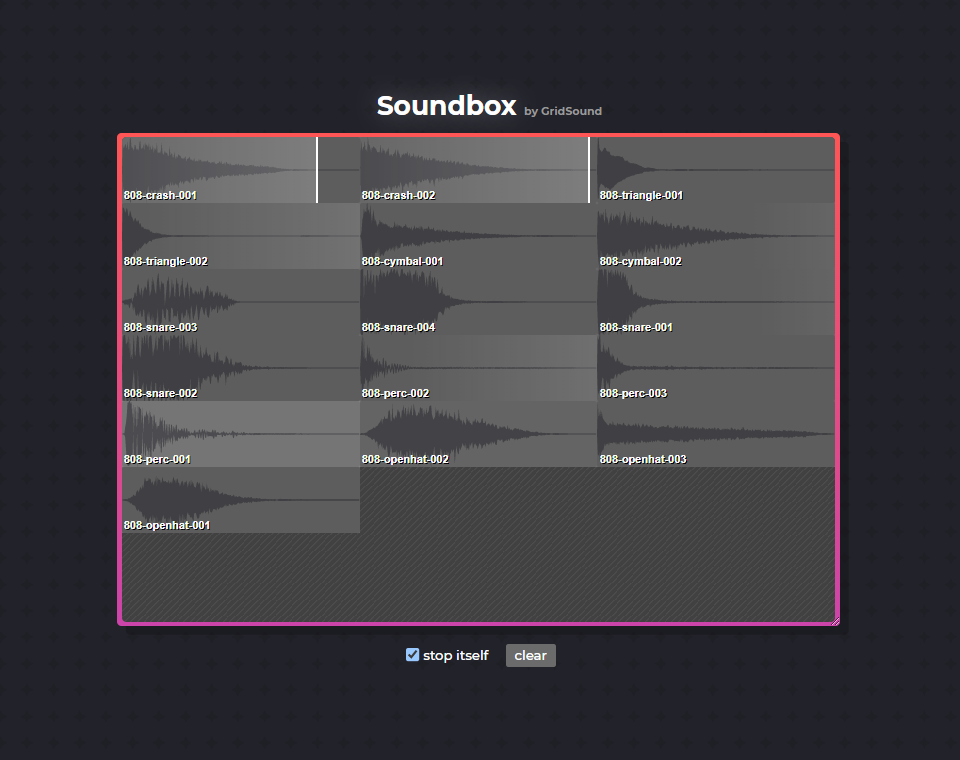 Soundbox by GridSound
808-crash-001 808-crash-002 808-triangle-001
808-triangle-002 808-cymbal-001 808-cymbal-002
808-snare-003 808-snare-004 808-snare-001
808-snare-002 808-perc-002 808-perc-003
808-perc-001 808-openhat-002 808-openhat-003
808-openhat-001
stop itself clear